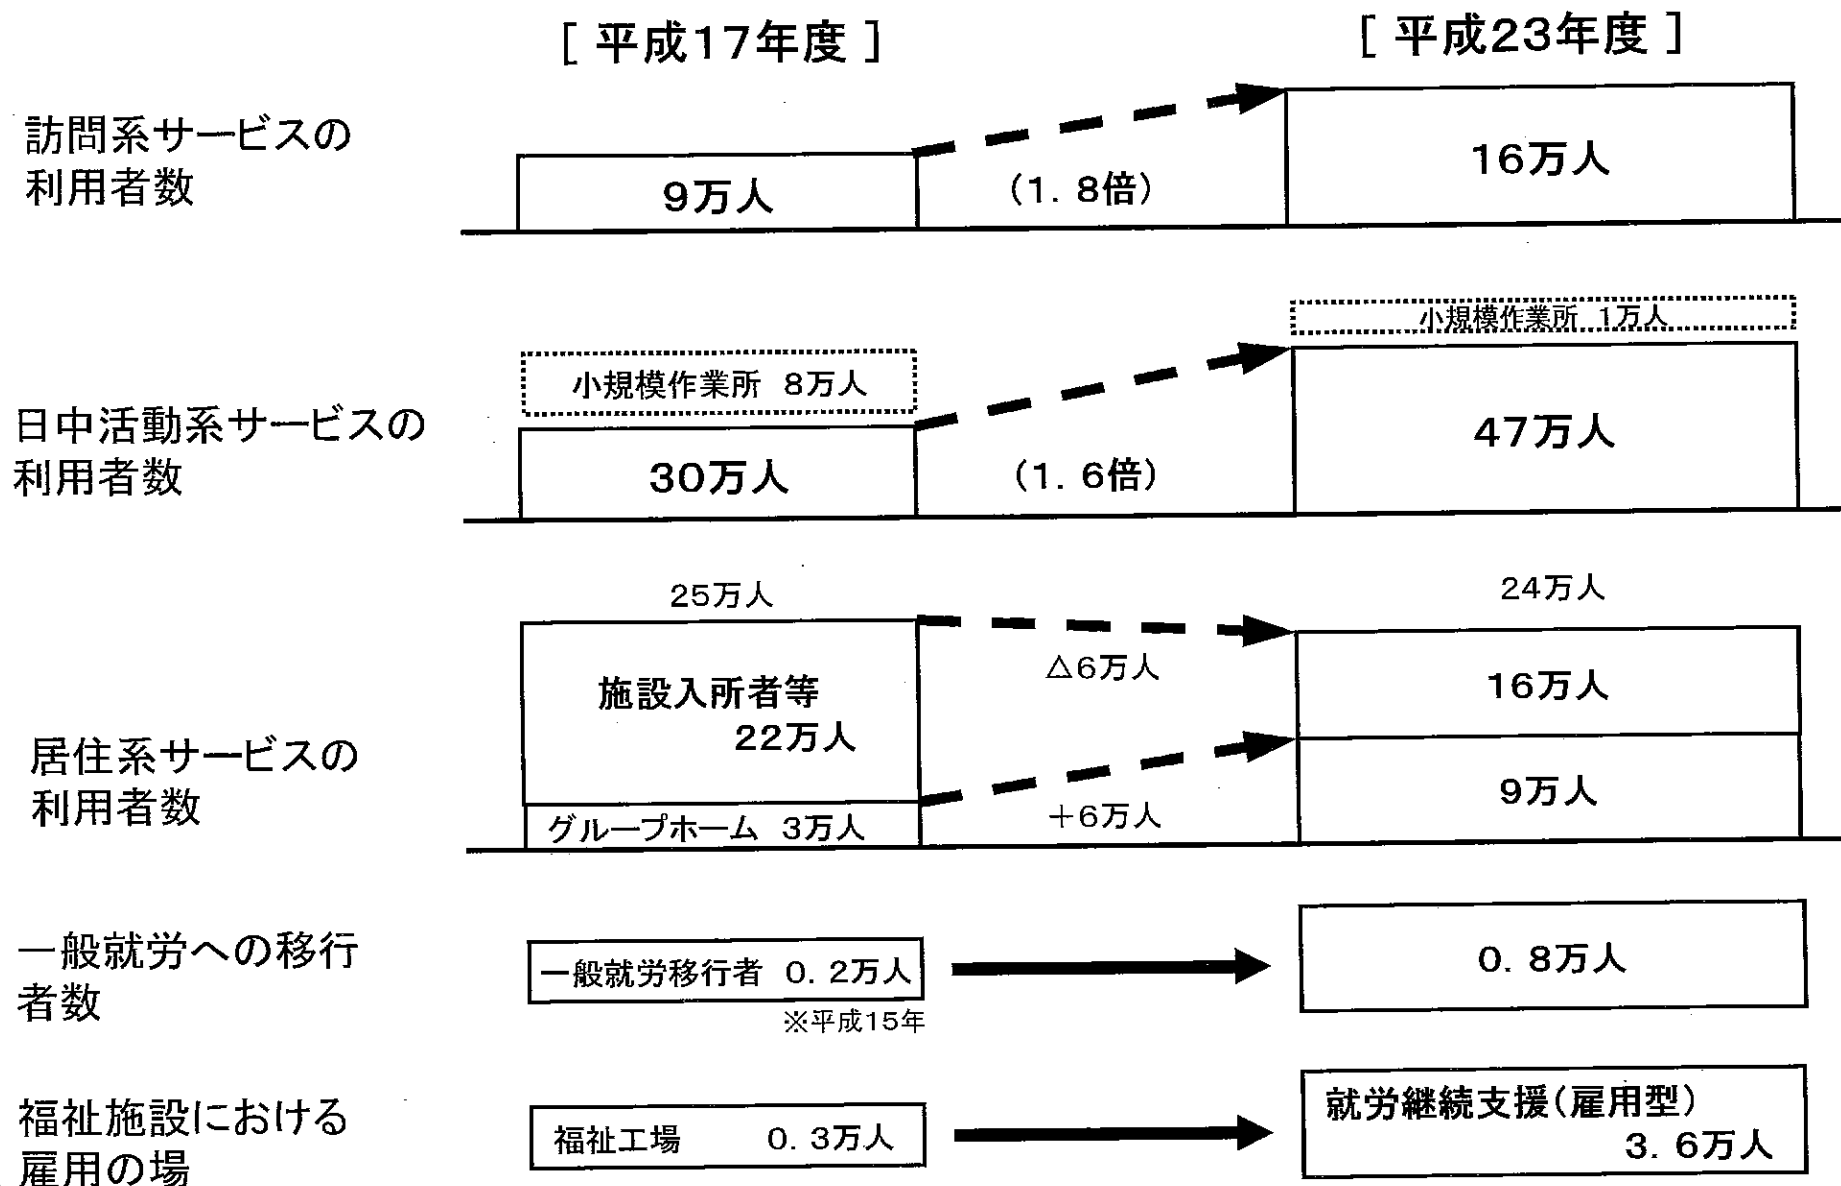 [ 平成17年度 ]
[ 平成23年度 ]
訪問系サービスの
利用者数
9万人
(1. 8倍)
16万人
日中活動系サービスの
利用者数
小規模作業所 8万人
30万人
(1. 6倍)
小規模作業所 1万人
47万人
居住系サービスの
利用者数
25万人
施設入所者等
22万人
グループホーム 3万人
△6万人
+6万人
24万人
16万人
9万人
一般就労への移行
者数
一般就労移行者 0. 2万人
※平成15年
0. 8万人
福祉施設における
雇用の場
福祉工場 0. 3万人
就労継続支援(雇用型)
3. 6万人